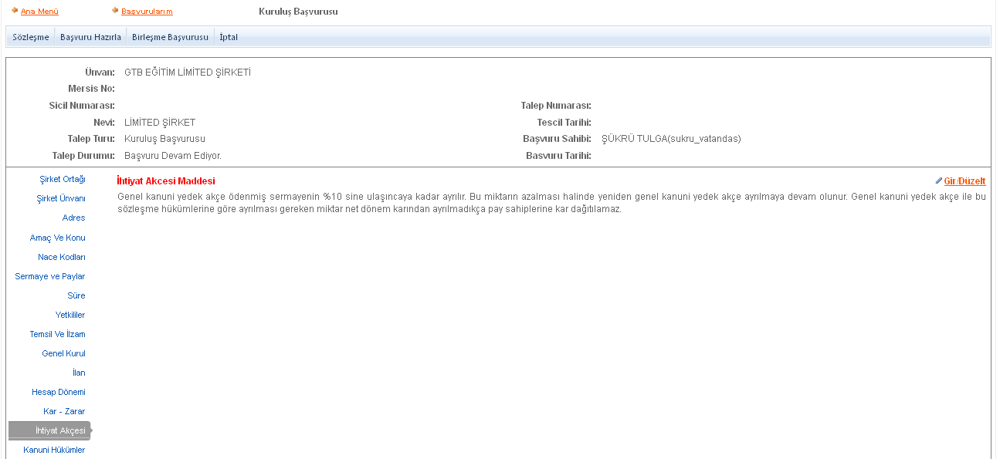 Ana Menü Başvurularım Kuruluş Başvurusu
Sözleşme Başvuru Hazırla Birleşme Başvurusu İptal
Ünvan: GTB EĞİTİM LİMİTED ŞİRKETİ
Mersis No:
Sicil Numarası: Talep Numarası:
Nevi: LİMİTED ŞİRKET Tescil Tarihi:
Talep Turu: Kuruluş Başvurusu Başvuru Sahibi: ŞÜKRÜ TULGA(sukru_vatandas)
Talep Durumu: Başvuru Devam Ediyor. Basvuru Tarihi:
Şirket Ortağı
Şirket Ünvanı
Adres
Amaç Ve Konu
Nace Kodları
Sermaye ve Paylar
Süre
Yetkililer
Temsil Ve İlzam
Genel Kurul
İlan
Hesap Dönemi
Kar - Zarar
İhtiyat Akçesi
Kanuni Hükümler
İhtiyat Akcesi Maddesi Gir/Düzelt
Genel kanuni yedek akçe ödenmiş sermayenin %10 sine ulaşıncaya kadar ayrılır. Bu miktarın azalması halinde yeniden genel kanuni yedek akçe ayrılmaya devam olunur. Genel kanuni yedek akçe ile bu
sözleşme hükümlerine göre ayrılması gereken miktar net dönem karından ayrılmadıkça pay sahiplerine kar dağıtılamaz.